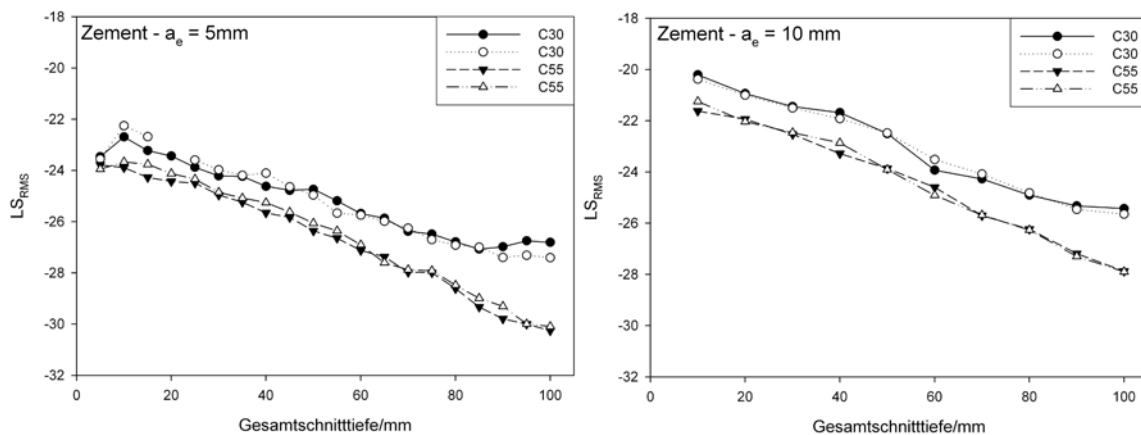 Zement - aₑ = 5mm
C30
C30
C55
C55
-18
-20
-22
-24
-26
-28
-30
-32
LS_RMS
0
20
40
60
80
100
Gesamtschnitttiefe/mm
Zement - aₑ = 10 mm
C30
C30
C55
C55
-18
-20
-22
-24
-26
-28
-30
-32
LS_RMS
0
20
40
60
80
100
Gesamtschnitttiefe/mm